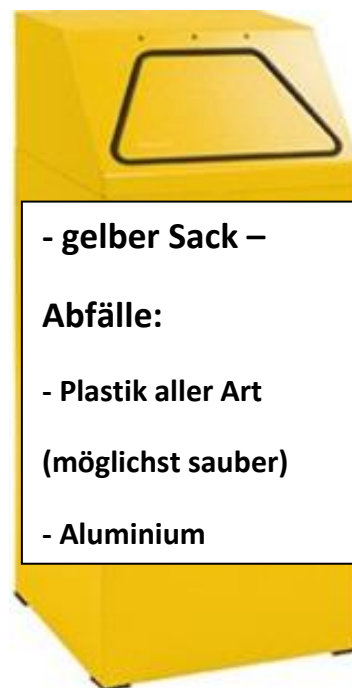 - gelber Sack –
Abfälle:
- Plastik aller Art
(möglichst sauber)
- Aluminium